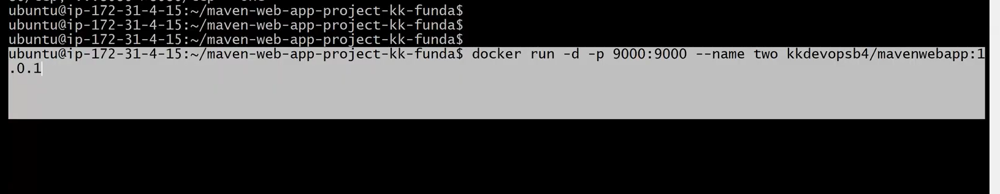 ubuntu@ip-172-31-4-15:~/maven-web-app-project-kk-funda$
ubuntu@ip-172-31-4-15:~/maven-web-app-project-kk-funda$
ubuntu@ip-172-31-4-15:~/maven-web-app-project-kk-funda$
ubuntu@ip-172-31-4-15:~/maven-web-app-project-kk-funda$ docker run -d -p 9000:9000 --name two kkdevopsb4/mavenwebapp:1
.0.1